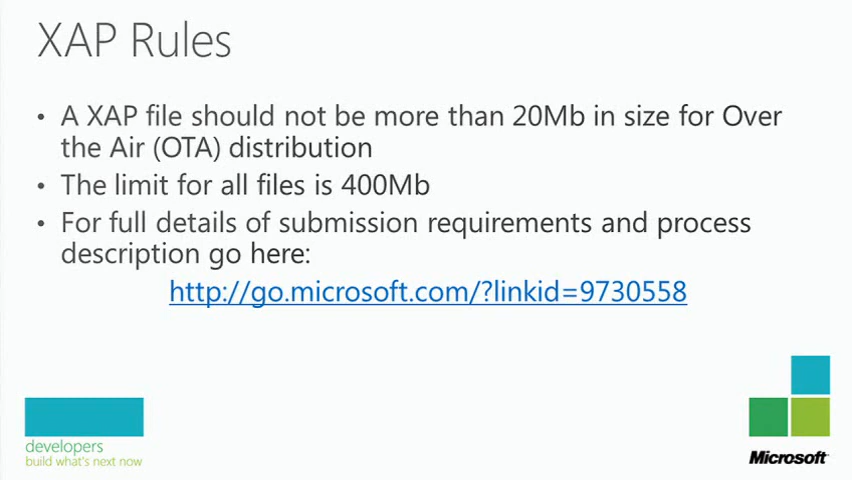 XAP Rules
• A XAP file should not be more than 20Mb in size for Over
the Air (OTA) distribution
• The limit for all files is 400Mb
• For full details of submission requirements and process
description go here:
http://go.microsoft.com/?linkid=9730558
developers
build what's next now
Microsoft